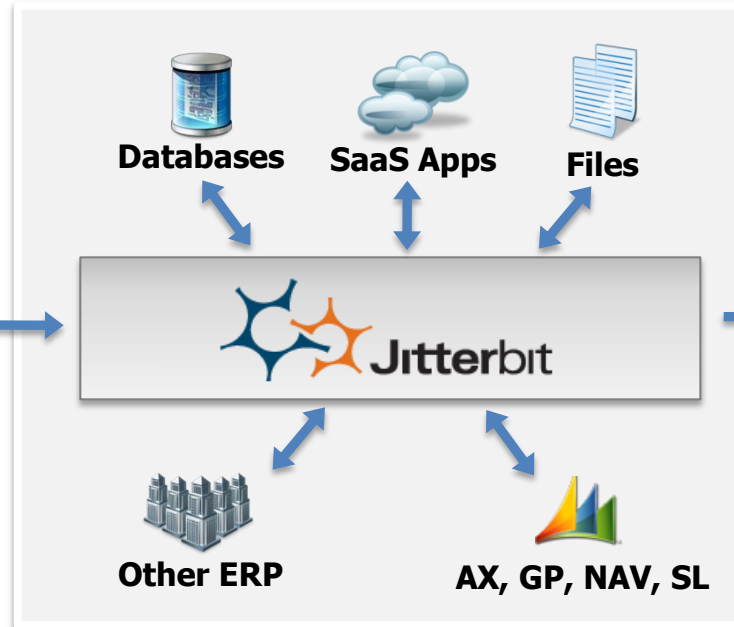 Databases
SaaS Apps
Files
Jitterbit
Other ERP
AX, GP, NAV, SL